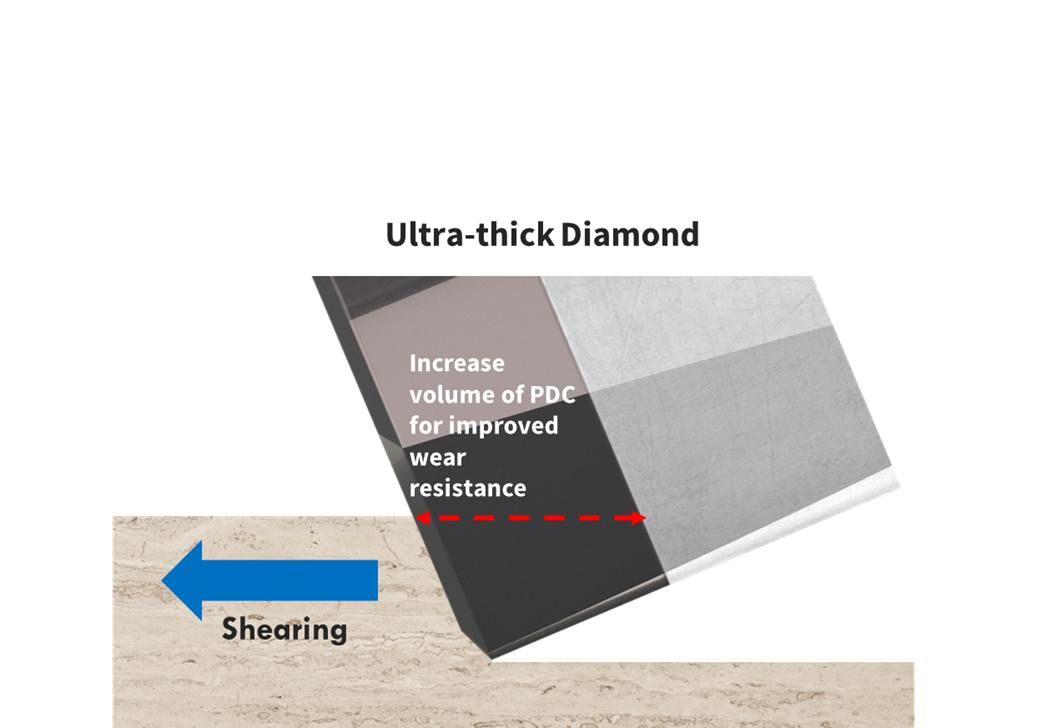 Ultra-thick Diamond
Increase
volume of PDC
for improved
wear
resistance
Shearing